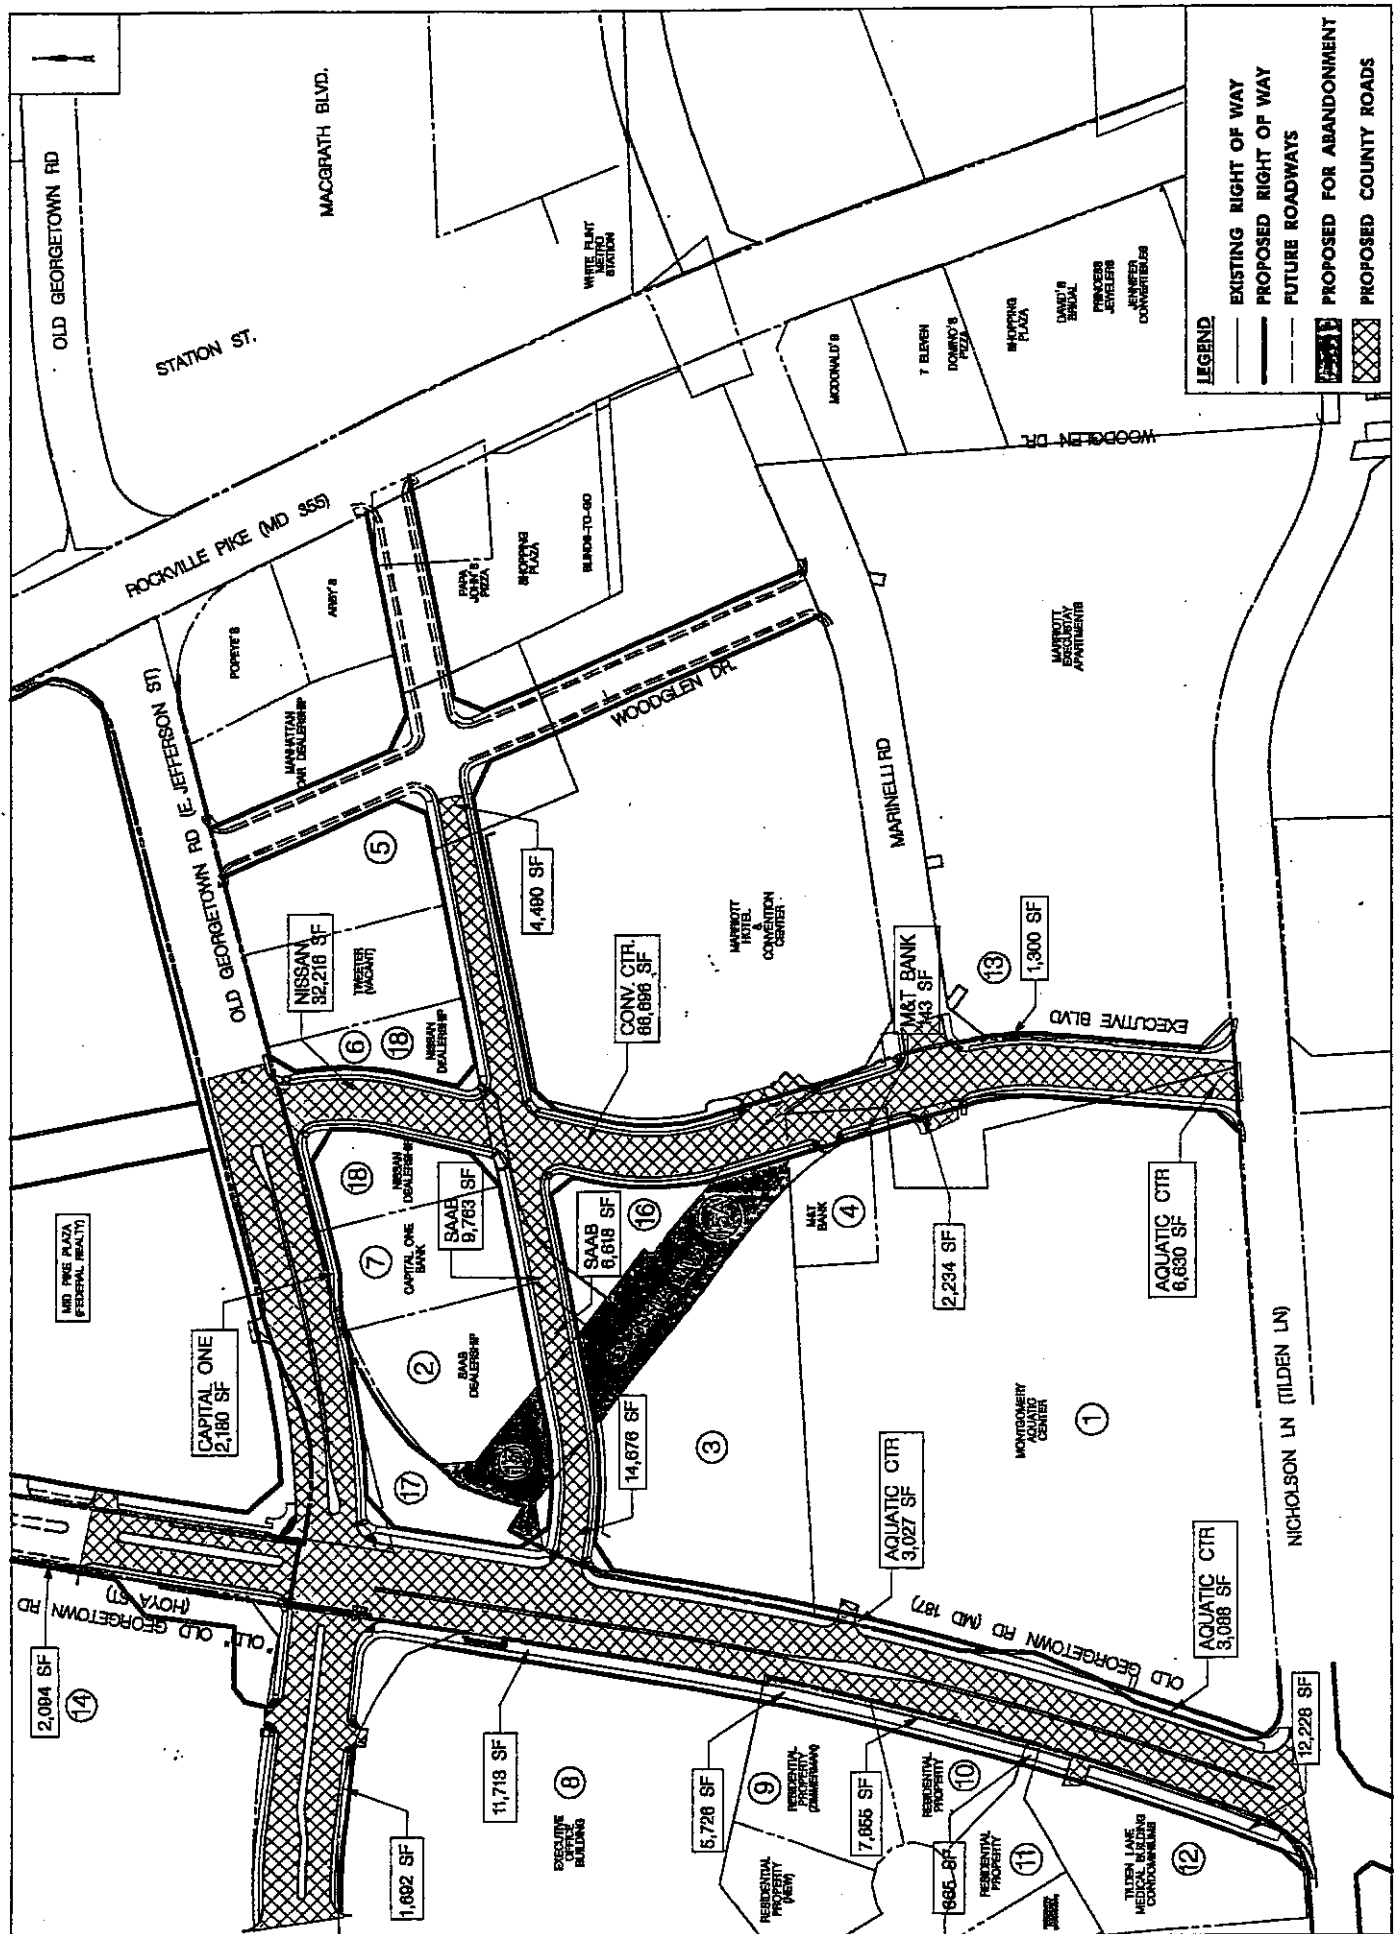 OLD GEORGETOWN RD
MACGRATH BLVD.
STATION ST.
WHITE FLINT
METRO
STATION
ROCKVILLE PIKE (MD 355)
OLD GEORGETOWN RD (E. JEFFERSON ST)
POPEYE'S
ARBY'S
MANHATTAN
CAR DEALERSHIP
PAPA
JOHN'S
PIZZA
SHOPPING
PLAZA
BLINDS-TO-GO
WOODGLEN DR.
MARINELLI RD
MCDONALD'S
7 ELEVEN
DOMINO'S
PIZZA
SHOPPING
PLAZA
DAVID'S
BRIDAL
PRINCESS
JEWELERS
JENNIFER
CONVERTIBLES
WOODGLEN DR.
MARRIOTT
EXECUSTAY
APARTMENTS
LEGEND
EXISTING RIGHT OF WAY
PROPOSED RIGHT OF WAY
FUTURE ROADWAYS
PROPOSED FOR ABANDONMENT
PROPOSED COUNTY ROADS
5
4,490 SF
NISSAN
32,216 SF
TWEETER
(VACANT)
6
18
NISSAN
DEALERSHIP
CONV. CTR.
66,696 SF
MARRIOTT
HOTEL
&
CONVENTION
CENTER
M&T BANK
443 SF
13
1,300 SF
EXECUTIVE BLVD
MID PIKE PLAZA
(FEDERAL REALTY)
18
NISSAN
DEALERSHIP
7
CAPITAL ONE
BANK
SAAB
9,763 SF
SAAB
6,618 SF
16
M&T
BANK
4
2,234 SF
AQUATIC CTR
6,630 SF
CAPITAL ONE
2,180 SF
2
SAAB
DEALERSHIP
17
14,676 SF
3
MONTGOMERY
AQUATIC
CENTER
1
NICHOLSON LN (TILDEN LN)
AQUATIC CTR
3,027 SF
AQUATIC CTR
3,088 SF
OLD GEORGETOWN RD (MD 187)
"OLD" OLD GEORGETOWN RD
(HOYA ST)
2,094 SF
14
1,692 SF
11,718 SF
EXECUTIVE
OFFICE
BUILDING
8
5,726 SF
9
RESIDENTIAL
PROPERTY
(ZIMMERMAN)
RESIDENTIAL
PROPERTY
(NEW)
7,655 SF
RESIDENTIAL
PROPERTY
10
665 SF
RESIDENTIAL
PROPERTY
11
TILDEN LANE
MEDICAL BUILDING
CONDOMINIUMS
12
12,228 SF